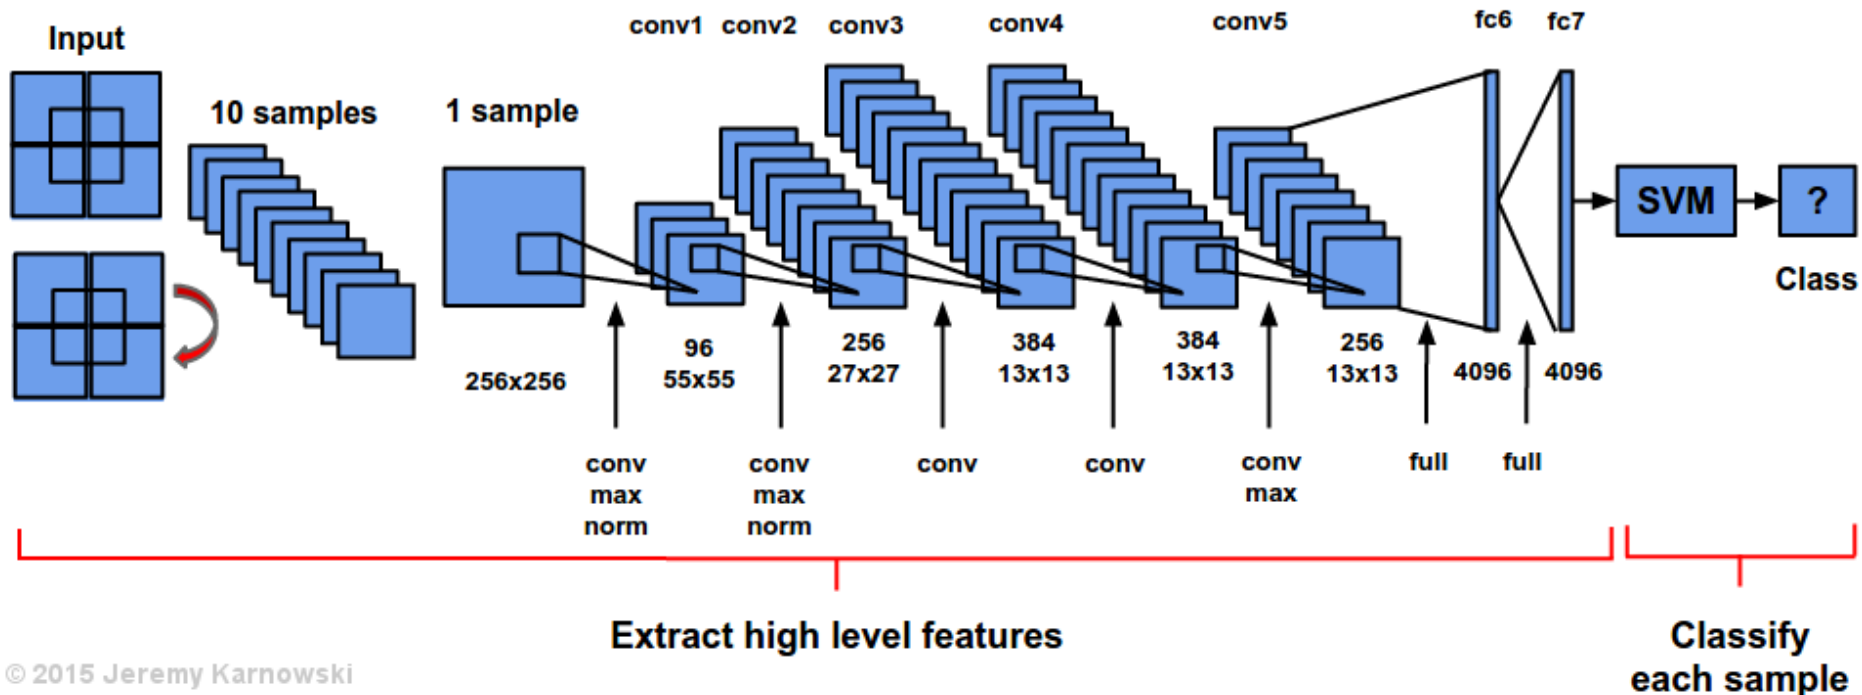 Input
10 samples
1 sample
conv1
conv2
conv3
conv4
conv5
fc6
fc7
SVM
?
Class
256x256
96
55x55
256
27x27
384
13x13
384
13x13
256
13x13
4096
4096
conv
max
norm
conv
max
norm
conv
conv
conv
max
full
full
Extract high level features
Classify
each sample
© 2015 Jeremy Karnowski